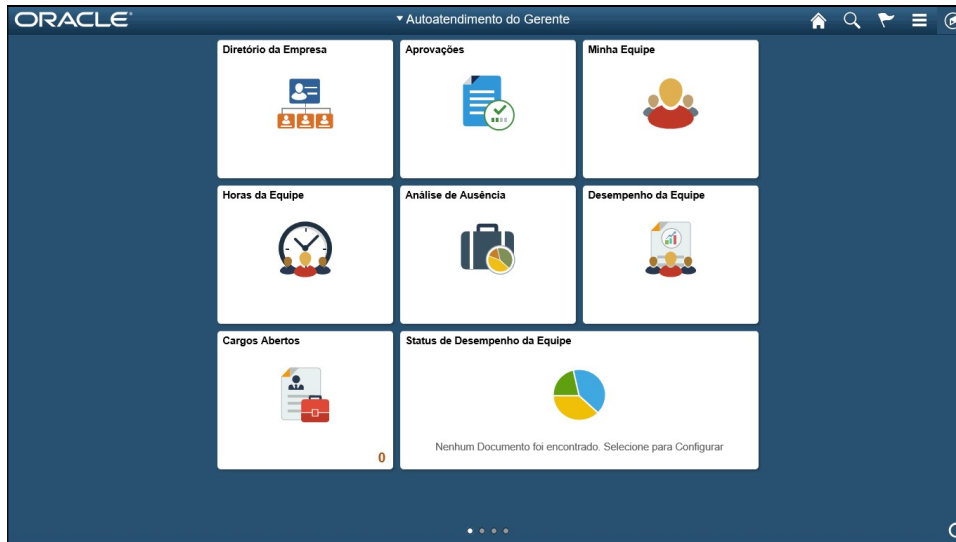 ORACLE
Autoatendimento do Gerente
Diretório da Empresa
Aprovações
Minha Equipe
Horas da Equipe
Análise de Ausência
Desempenho da Equipe
Cargos Abertos
0
Status de Desempenho da Equipe
Nenhum Documento foi encontrado. Selecione para Configurar